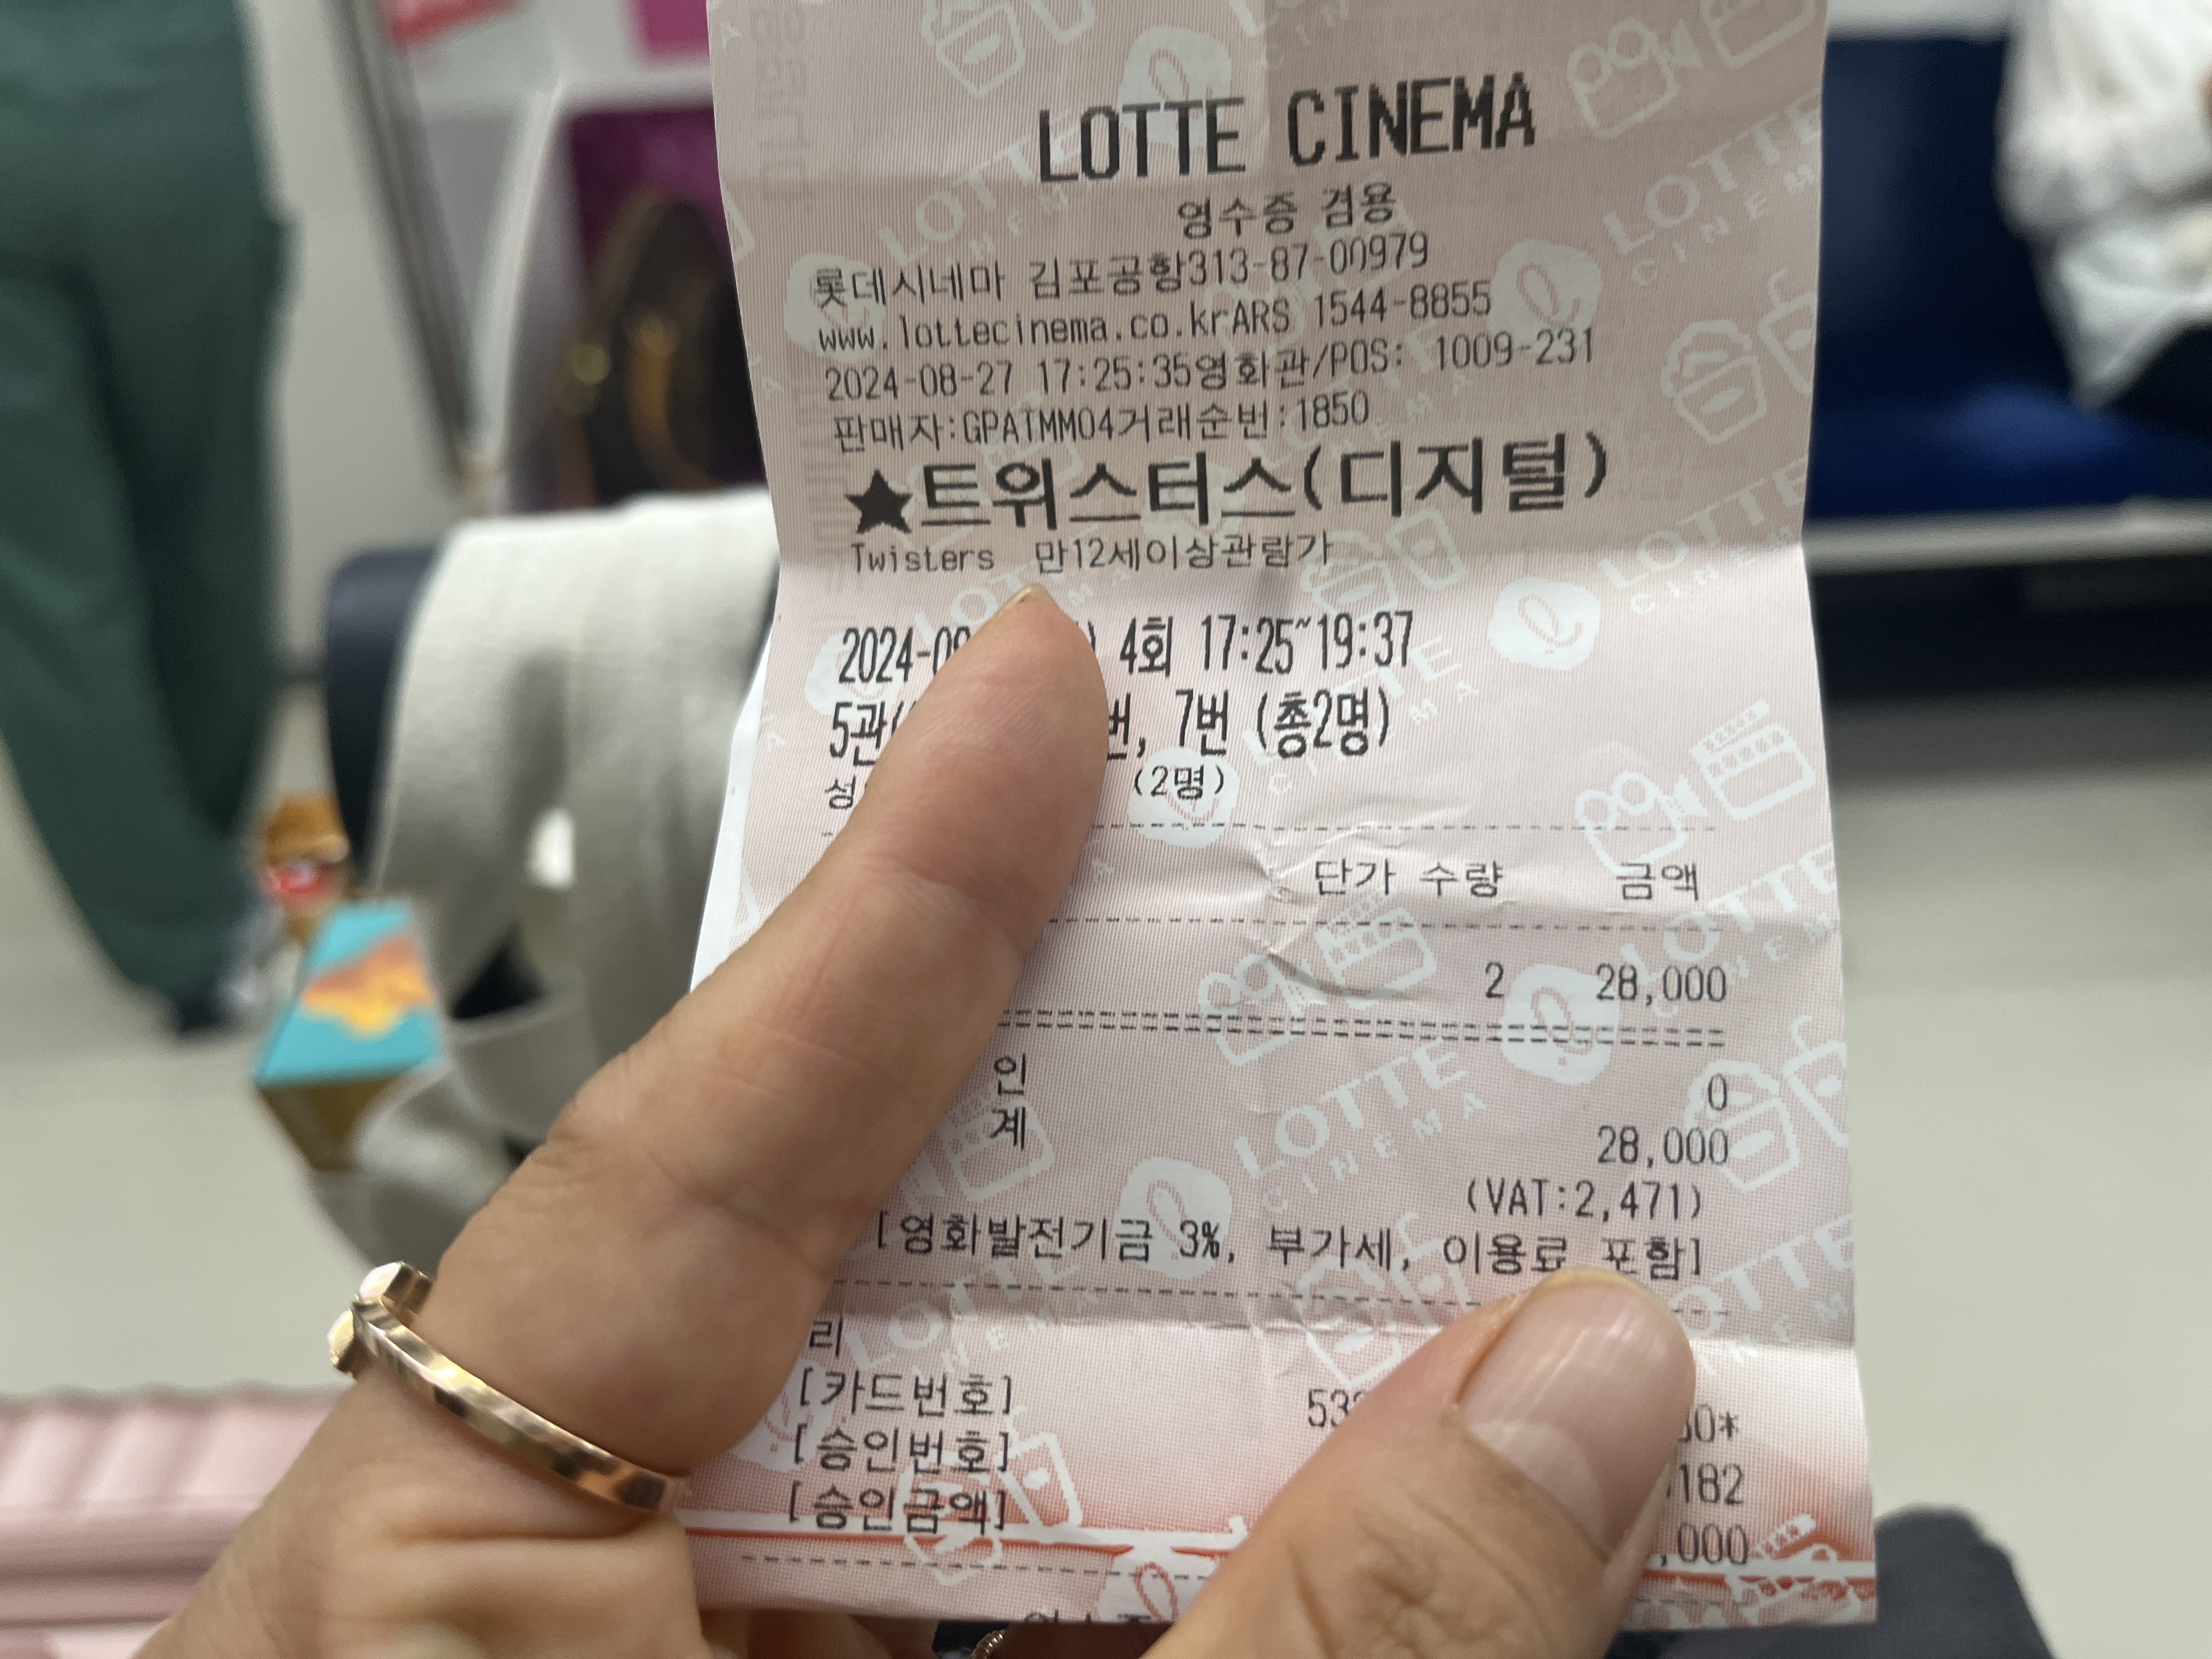 LOTTE CINEMA
영수증 겸용
롯데시네마 김포공항313-87-00979
www.lottecinema.co.krARS 1544-8855
2024-08-27 17:25:35영화관/POS: 1009-231
판매자:GPATMM04거래순번:1850
★트위스터스(디지털)
Twisters 만12세이상관람가
4회 17:25~19:37
7번 (총2명)
(2명)
단가 수량 금액
2 28,000
0
28,000
(VAT:2,471)
[영화발전기금 3%, 부가세, 이용료 포함]
[카드번호]
[승인번호]
[승인금액]